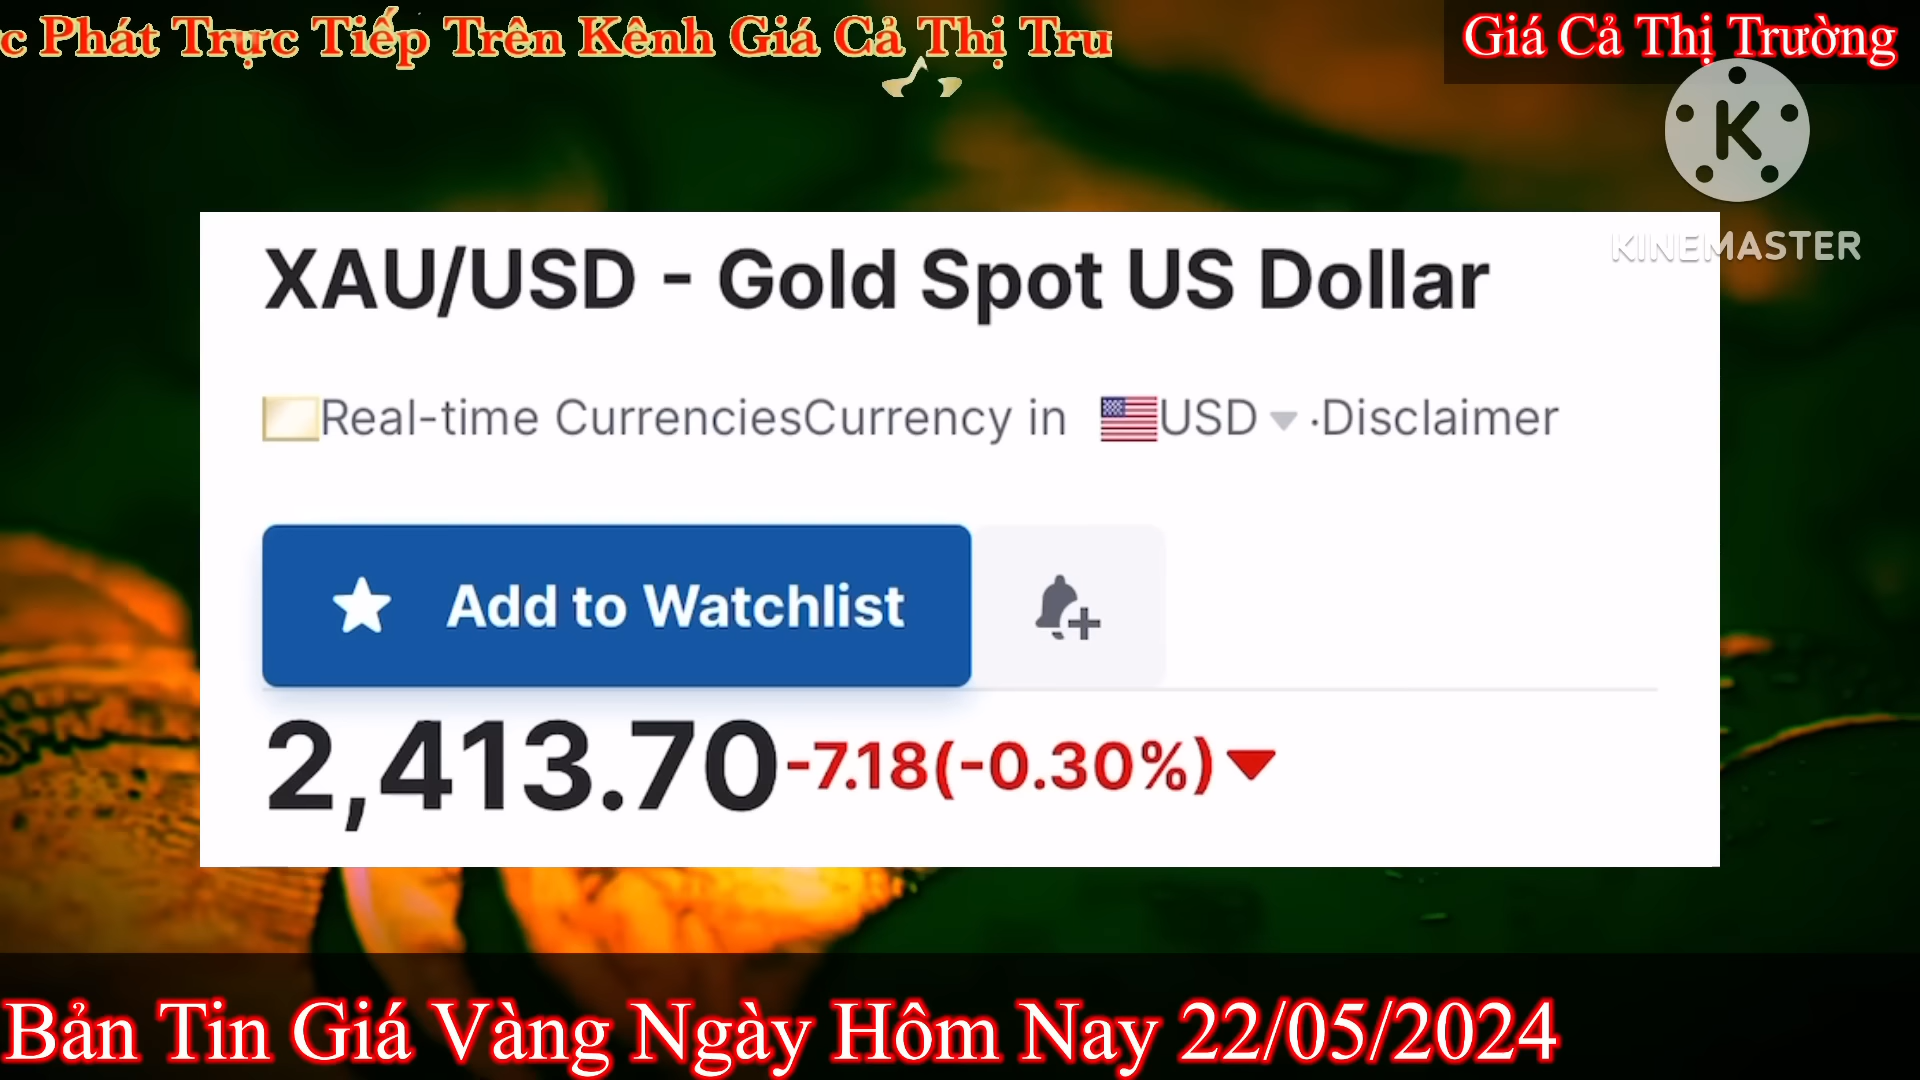 Phát Trực Tiếp Trên Kênh Giá Cả Thị
Giá Cả Thị Trường
K
KINEMASTER
XAU/USD - Gold Spot US Dollar
Real-time CurrenciesCurrency in USD ·Disclaimer
Add to Watchlist
2,413.70 -7.18(-0.30%)
Bản Tin Giá Vàng Ngày Hôm Nay 22/05/2024